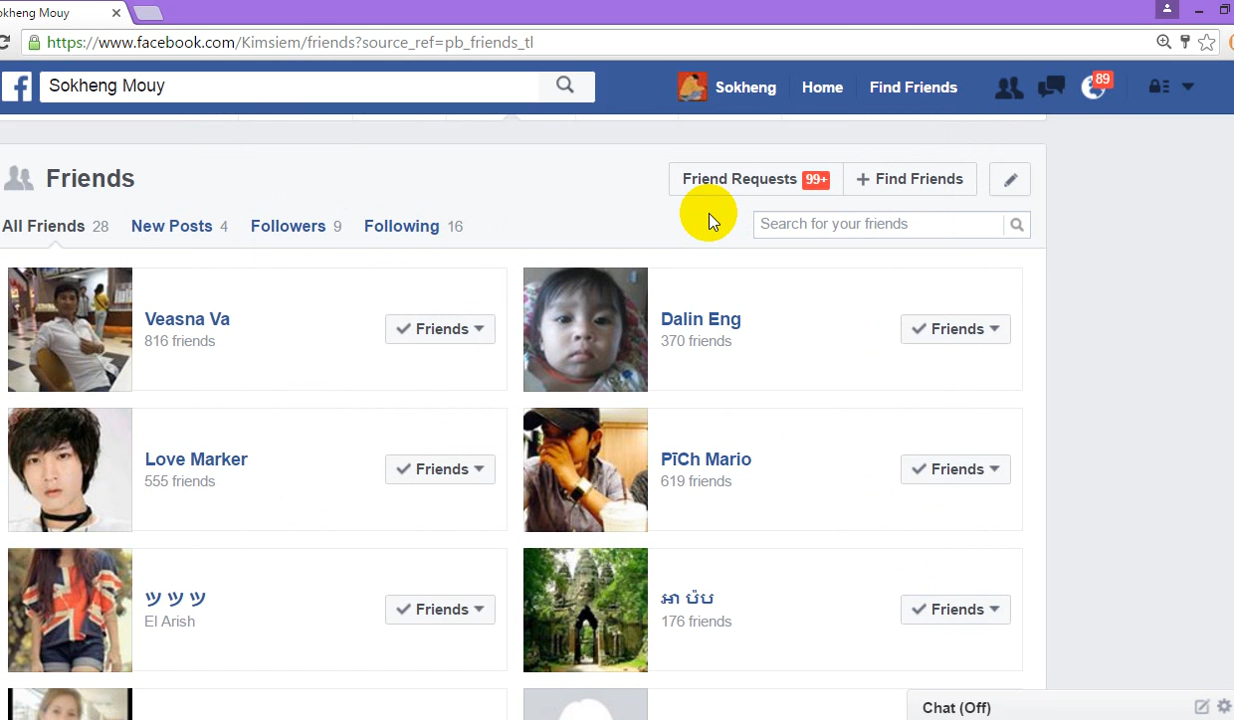 okheng Mouy
https://www.facebook.com/Kimsiem/friends?source_ref=pb_friends_tl
f Sokheng Mouy Sokheng Home Find Friends 89
Friends Friend Requests 99+ + Find Friends
All Friends 28 New Posts 4 Followers 9 Following 16 Search for your friends
Veasna Va
816 friends
Friends
Dalin Eng
370 friends
Friends
Love Marker
555 friends
Friends
PīCh Mario
619 friends
Friends
ツ ツ ツ
El Arish
Friends
អា ប៉ប
176 friends
Friends
Chat (Off)